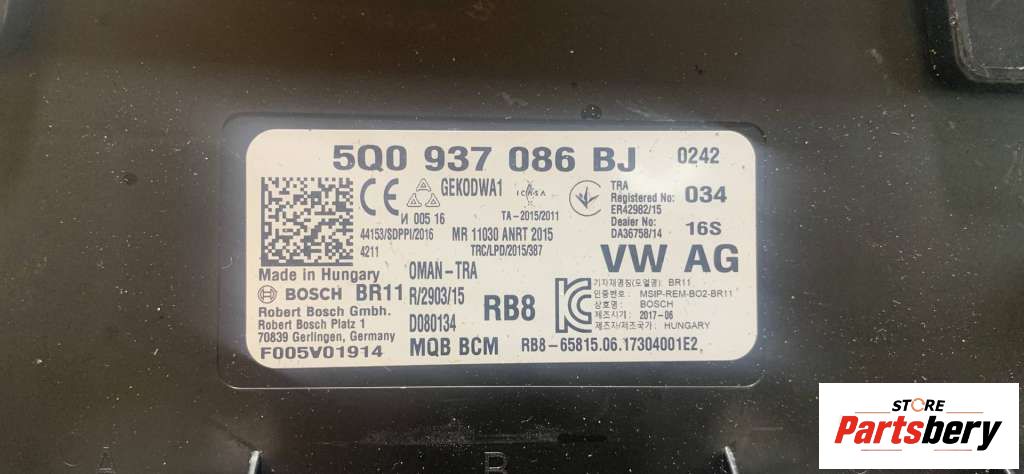 5Q0 937 086 BJ 0242
CE GEKODWA1 ICASA TRA
Registered No: 034
ER42982/15
Dealer No: 16S
DA36758/14
И 005 16 TA-2015/2011
44153/SDPPI/2016 MR 11030 ANRT 2015
4211 TRC/LPD/2015/387
VW AG
Made in Hungary OMAN-TRA
BOSCH BR11 R/2903/15 RB8
Robert Bosch Gmbh. D080134
Robert Bosch Platz 1
70839 Gerlingen, Germany
F005V01914 MQB BCM
기자재명칭(모델명): BR11
인증번호: MSIP-REM-BO2-BR11
상호명: BOSCH
제조시기: 2017-06
제조자/제조국가: HUNGARY
RB8-65815.06.17304001E2
B
STORE
Partsbery